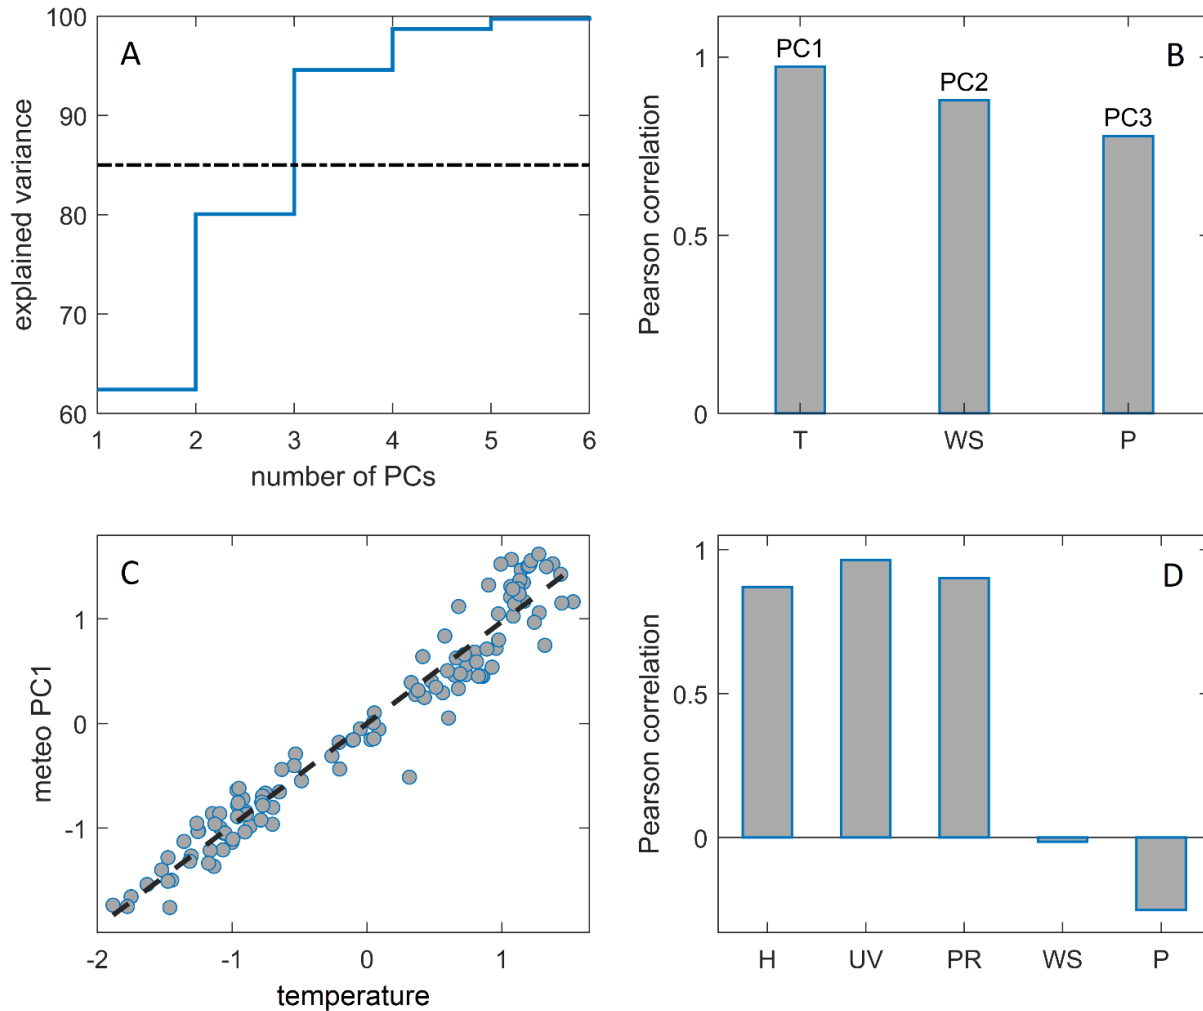 A
100
90
80
70
60
explained variance
1 2 3 4 5 6
number of PCs
B
1
0.5
0
Pearson correlation
PC1
PC2
PC3
T WS P
C
1
0
-1
meteo PC1
-2 -1 0 1
temperature
D
1
0.5
0
Pearson correlation
H UV PR WS P